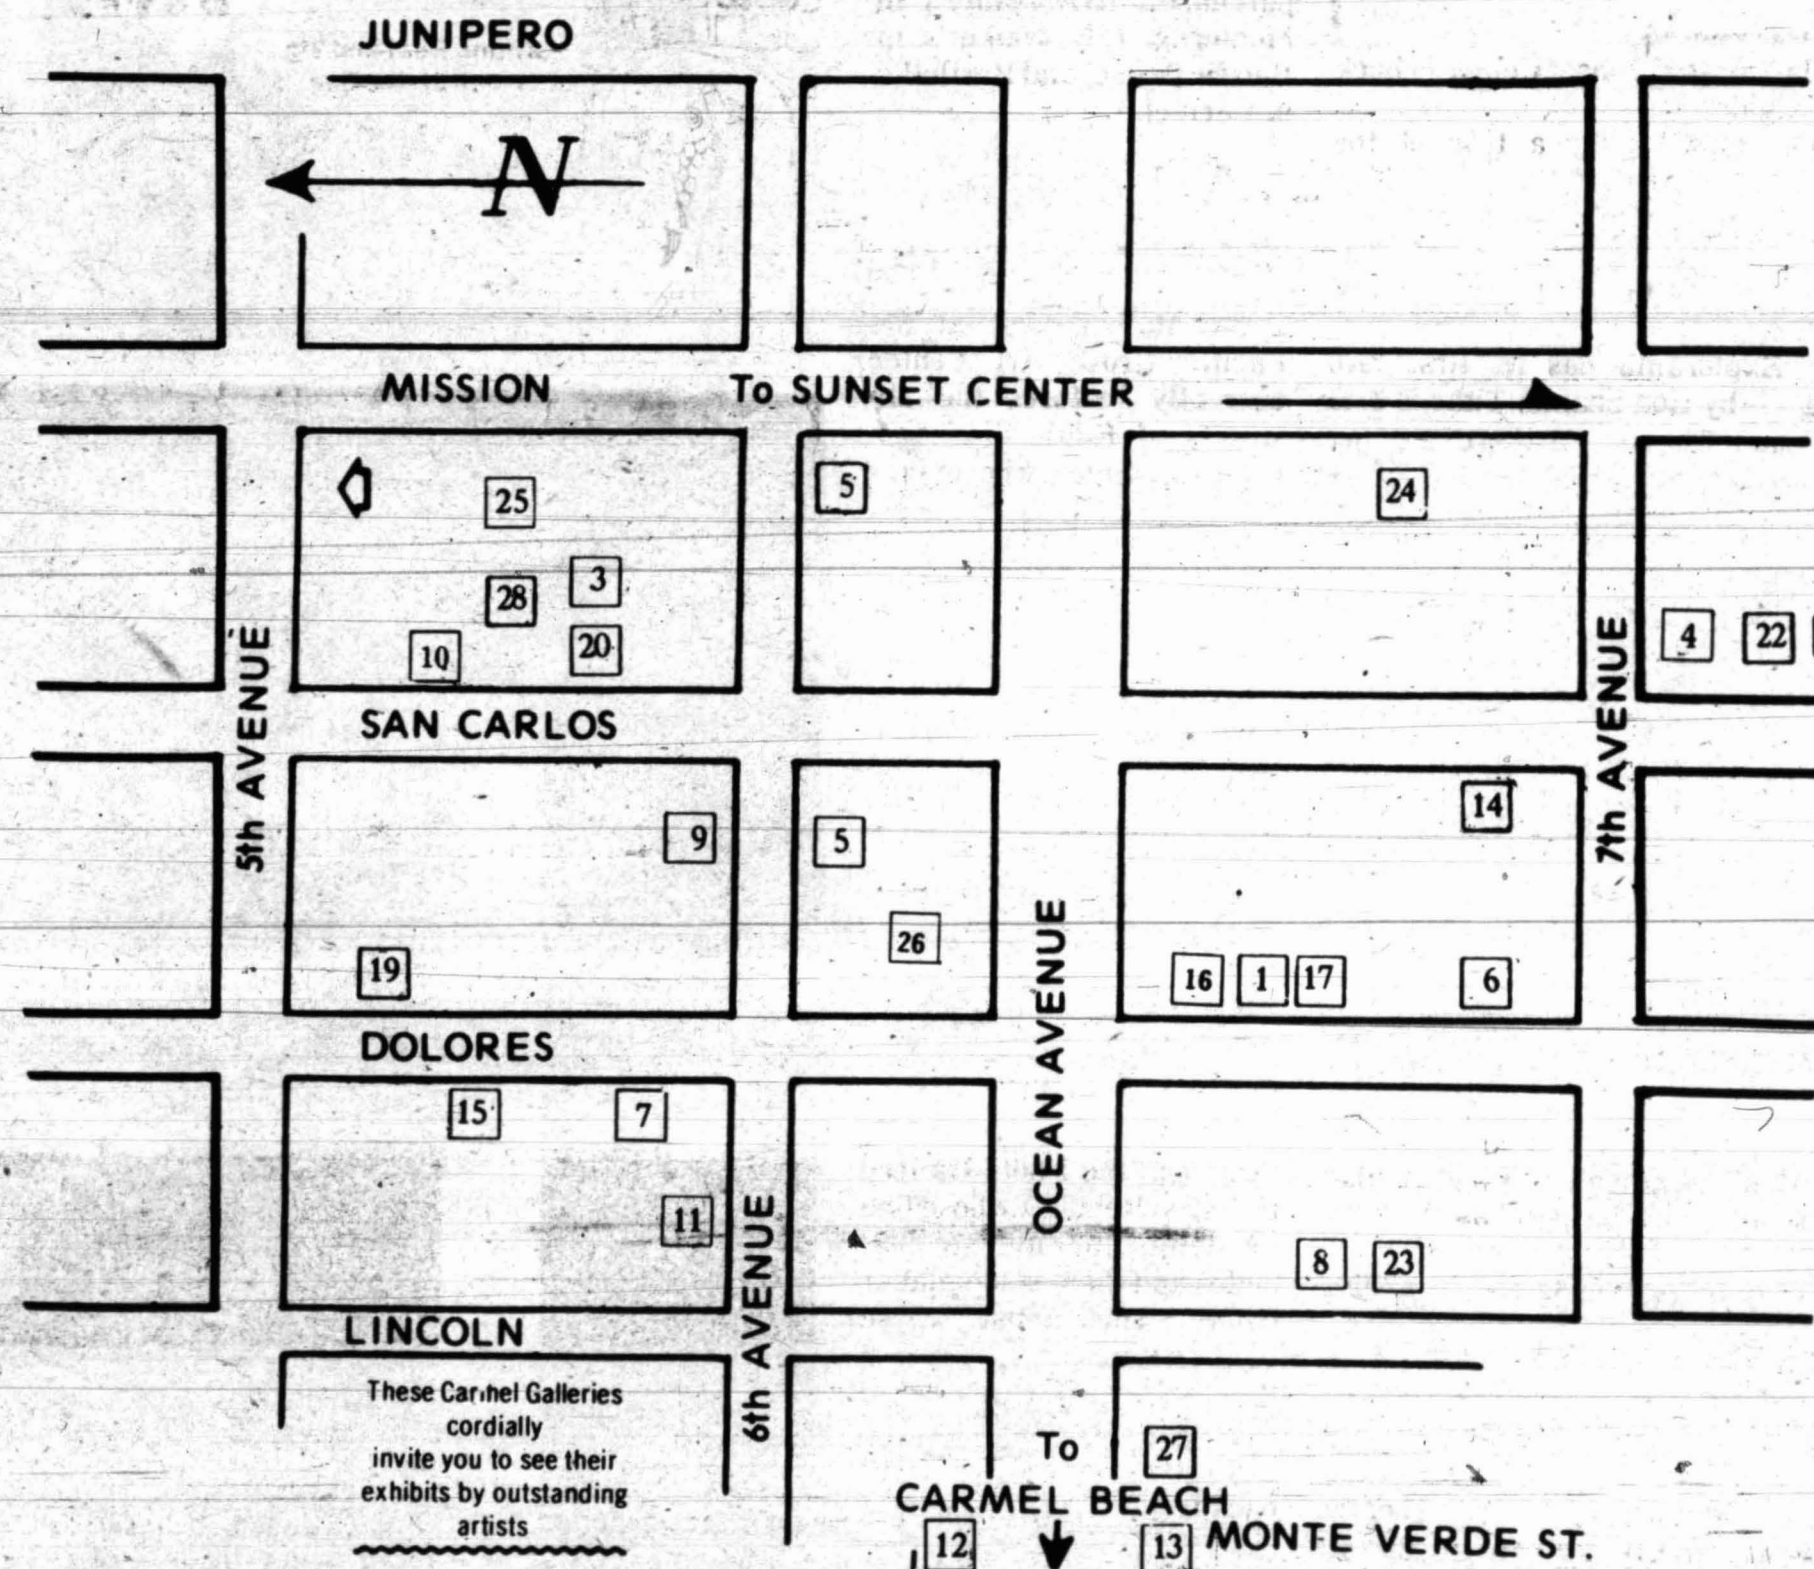 JUNIPERO
N
MISSION
To SUNSET CENTER
25
5
24
3
28
20
10
4
22
5th AVENUE
SAN CARLOS
7th AVENUE
14
9
5
26
19
16
1
17
6
OCEAN AVENUE
DOLORES
15
7
11
8
23
6th AVENUE
LINCOLN
These Carmel Galleries
cordially
invite you to see their
exhibits by outstanding
artists
To
27
CARMEL BEACH
12
13
MONTE VERDE ST.